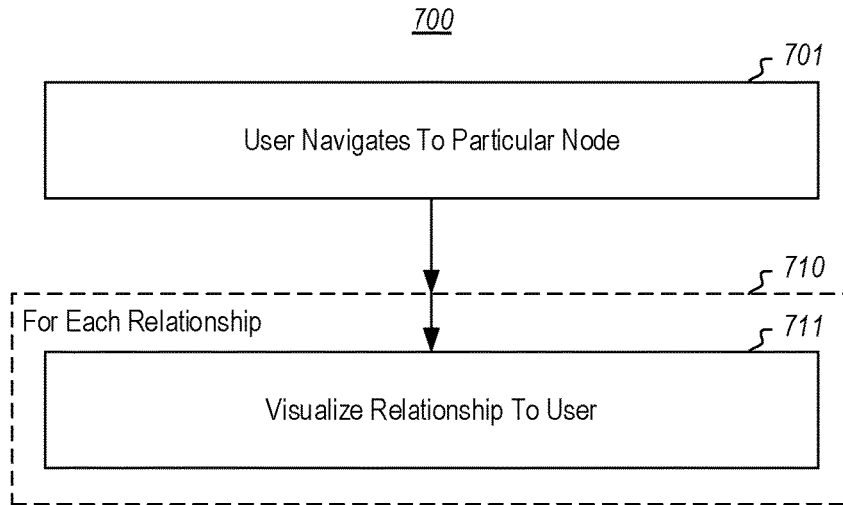 700
701
User Navigates To Particular Node
710
For Each Relationship
711
Visualize Relationship To User